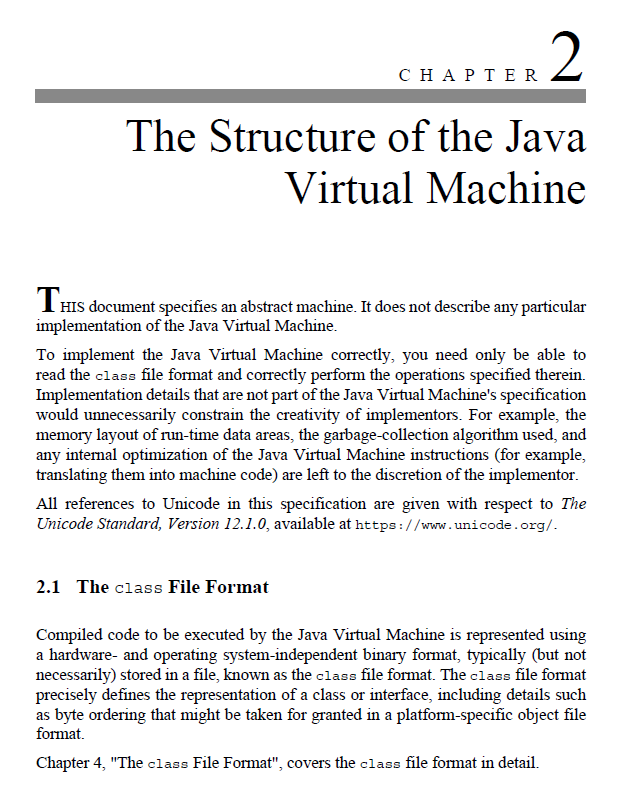 CHAPTER 2
The Structure of the Java
Virtual Machine
THIS document specifies an abstract machine. It does not describe any particular
implementation of the Java Virtual Machine.
To implement the Java Virtual Machine correctly, you need only be able to
read the class file format and correctly perform the operations specified therein.
Implementation details that are not part of the Java Virtual Machine's specification
would unnecessarily constrain the creativity of implementors. For example, the
memory layout of run-time data areas, the garbage-collection algorithm used, and
any internal optimization of the Java Virtual Machine instructions (for example,
translating them into machine code) are left to the discretion of the implementor.
All references to Unicode in this specification are given with respect to The
Unicode Standard, Version 12.1.0, available at https://www.unicode.org/.
2.1 The class File Format
Compiled code to be executed by the Java Virtual Machine is represented using
a hardware- and operating system-independent binary format, typically (but not
necessarily) stored in a file, known as the class file format. The class file format
precisely defines the representation of a class or interface, including details such
as byte ordering that might be taken for granted in a platform-specific object file
format.
Chapter 4, "The class File Format", covers the class file format in detail.